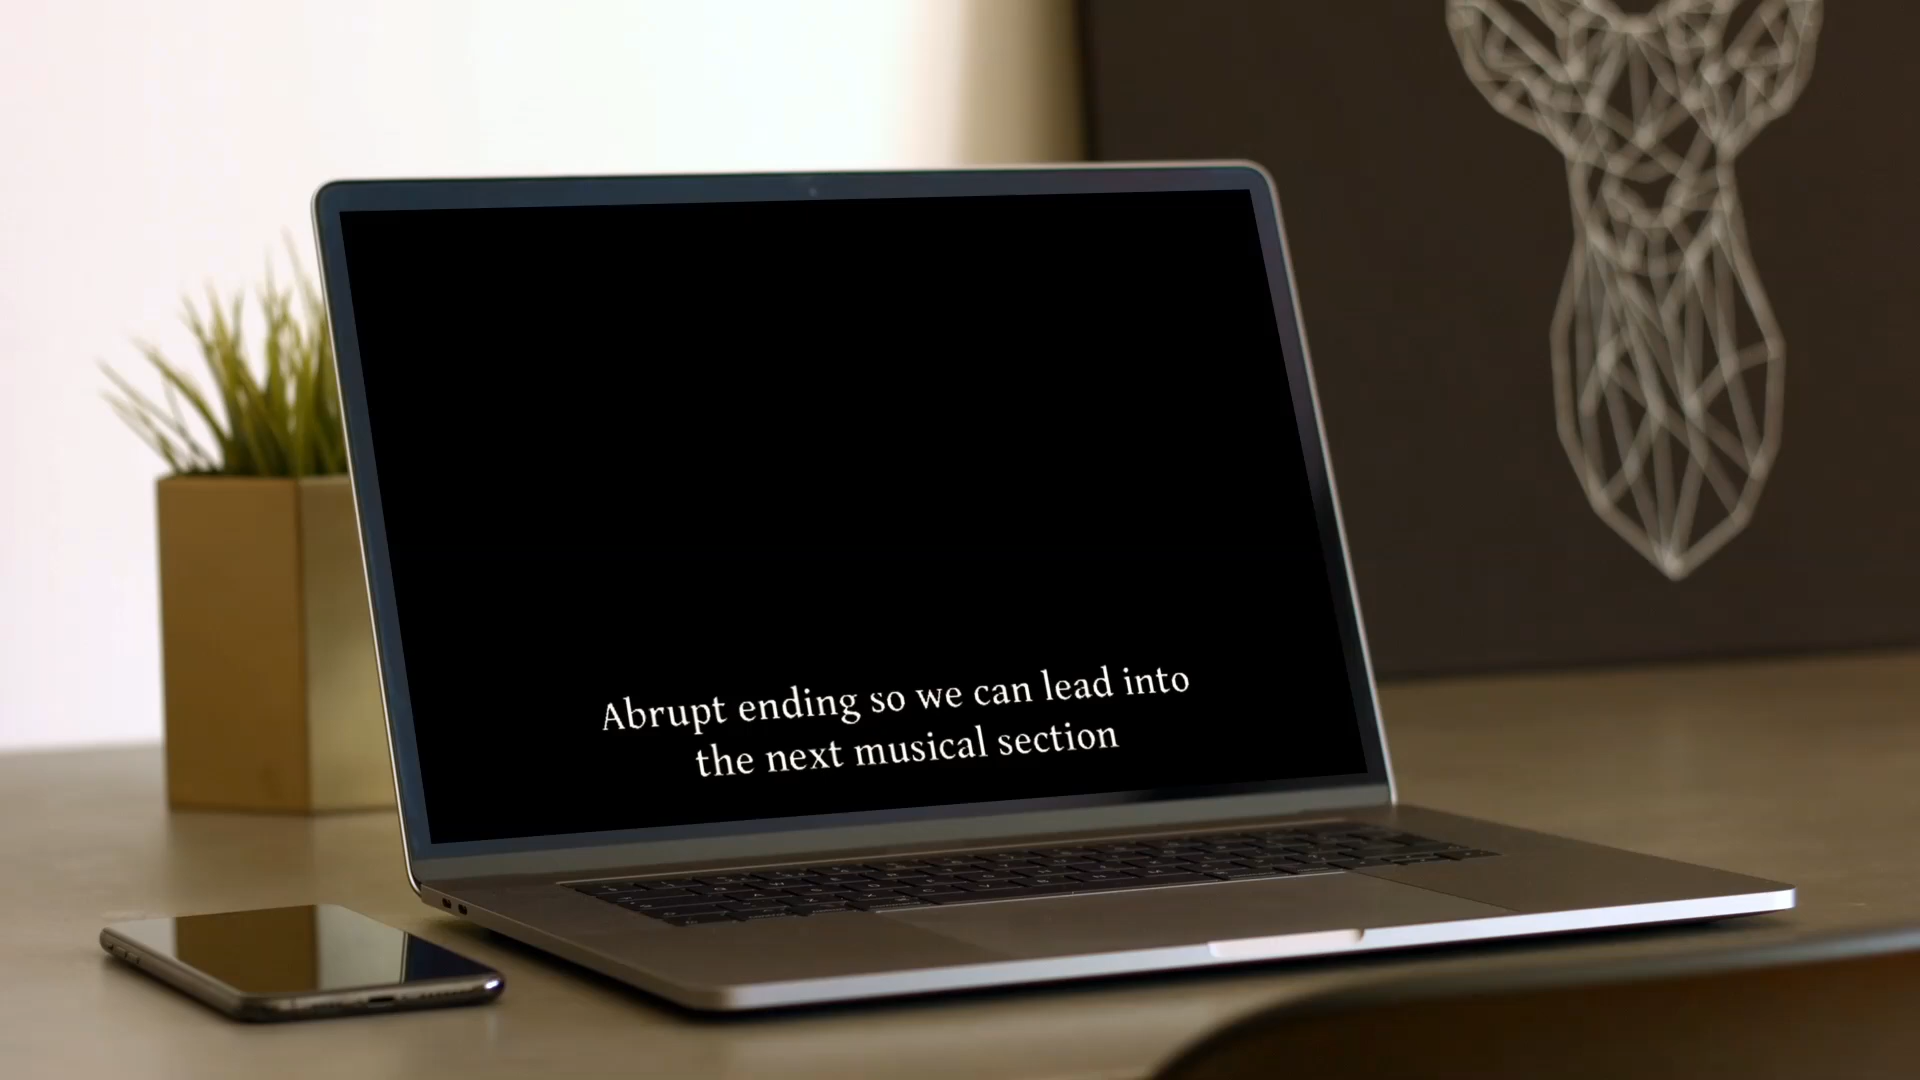 Abrupt ending so we can lead into
the next musical section